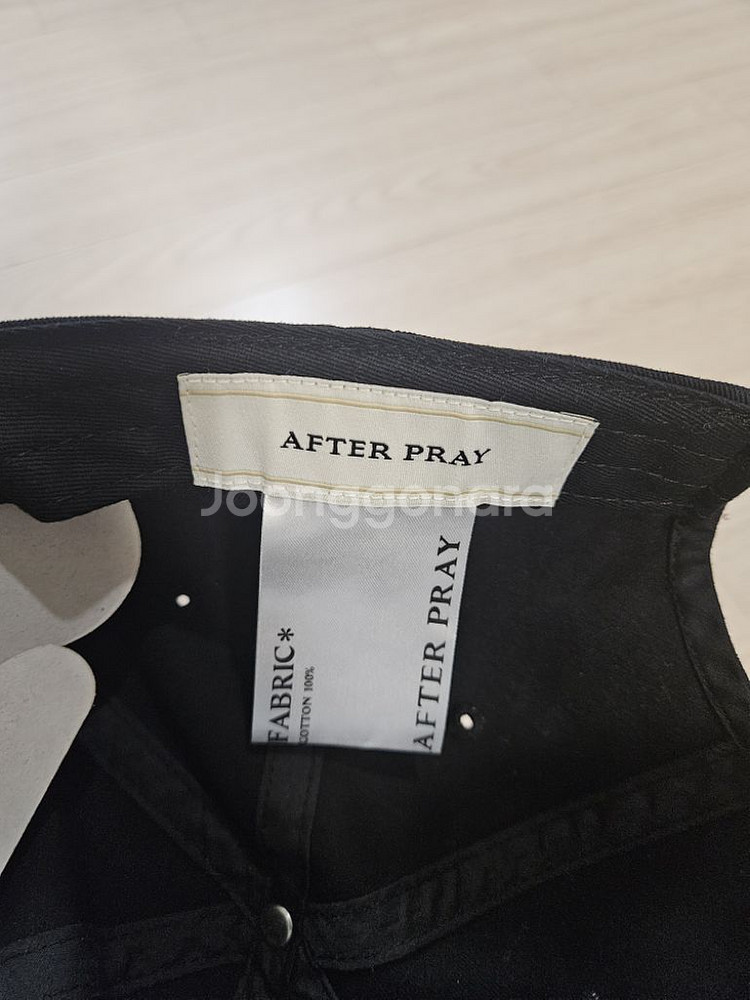 AFTER PRAY
Joonggonara
FABRIC*
COTTON 100%
AFTER PRAY